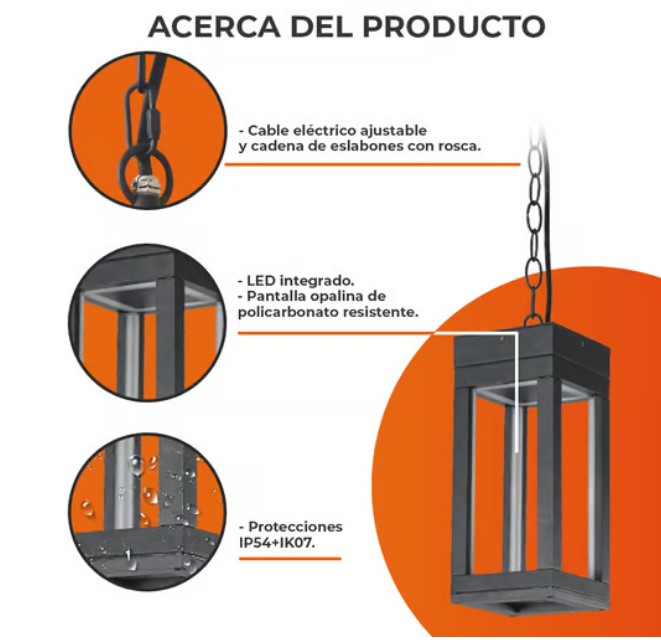 ACERCA DEL PRODUCTO
- Cable eléctrico ajustable
y cadena de eslabones con rosca.
- LED integrado.
- Pantalla opalina de
policarbonato resistente.
- Protecciones
IP54+IK07.